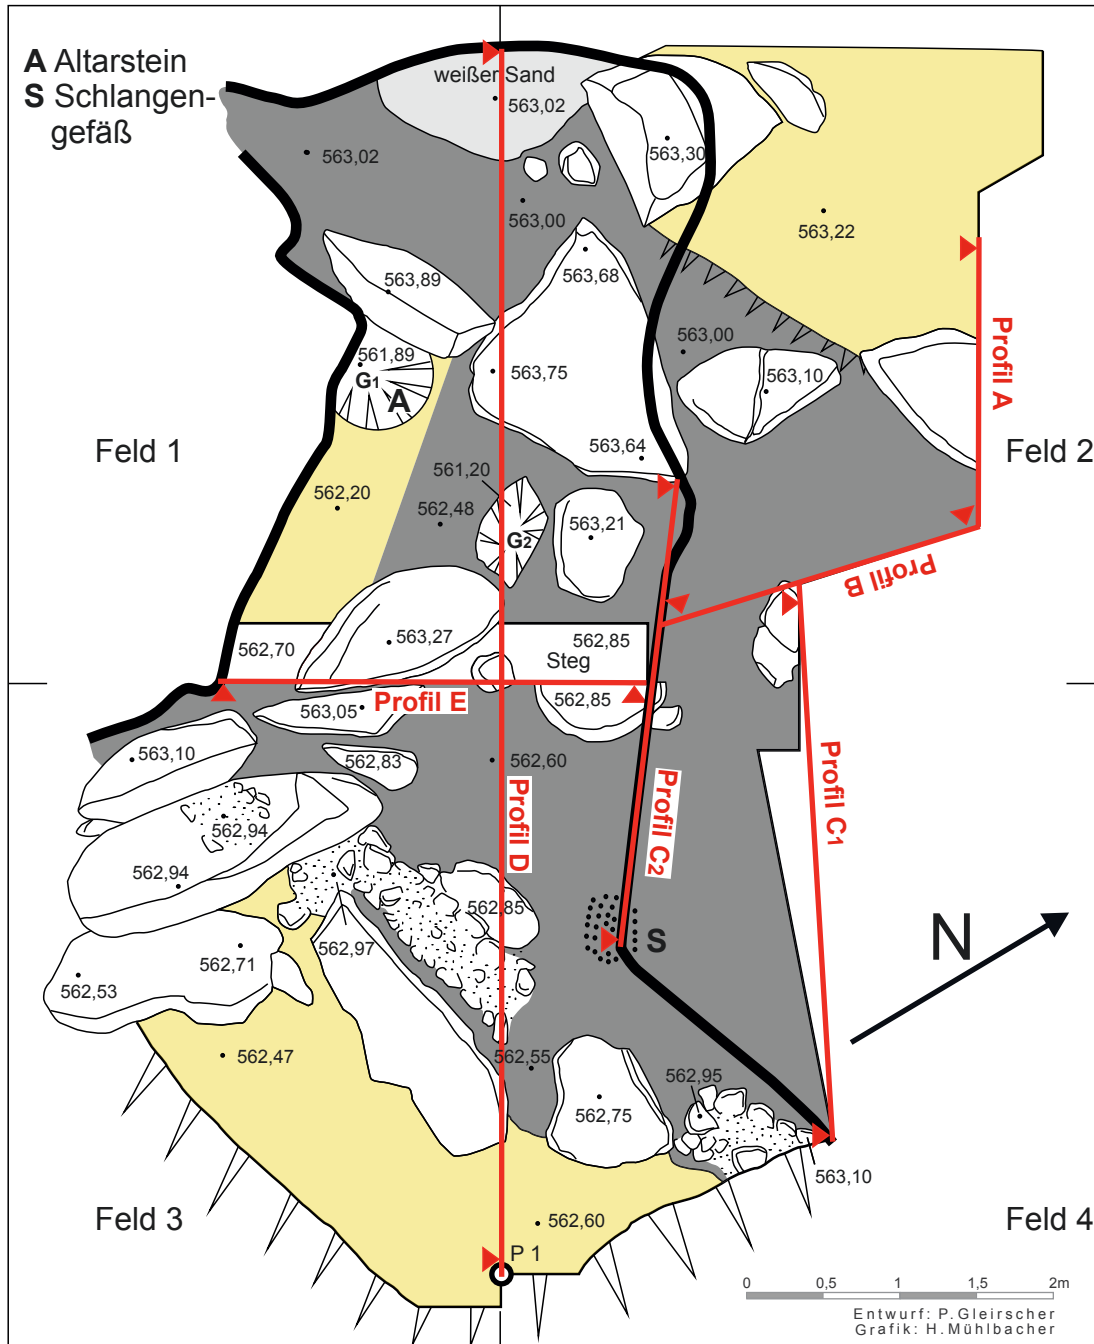 A Altarstein
S Schlangen-
gefäß
weißer Sand
563,02
563,02
563,30
563,00
563,22
563,89
563,68
563,00
561,89
G1
A
563,75
563,10
Profil A
Feld 1
563,64
Feld 2
561,20
562,20
562,48
563,21
G2
Profil B
562,70
563,27
562,85
Steg
Profil E
562,85
563,05
563,10
562,83
562,60
Profil D
Profil C2
Profil C1
562,94
562,94
562,85
S
N
562,97
562,71
562,53
562,47
562,55
562,95
562,75
563,10
Feld 3
562,60
Feld 4
P 1
0 0,5 1 1,5 2m
Entwurf: P.Gleirscher
Grafik: H.Mühlbacher